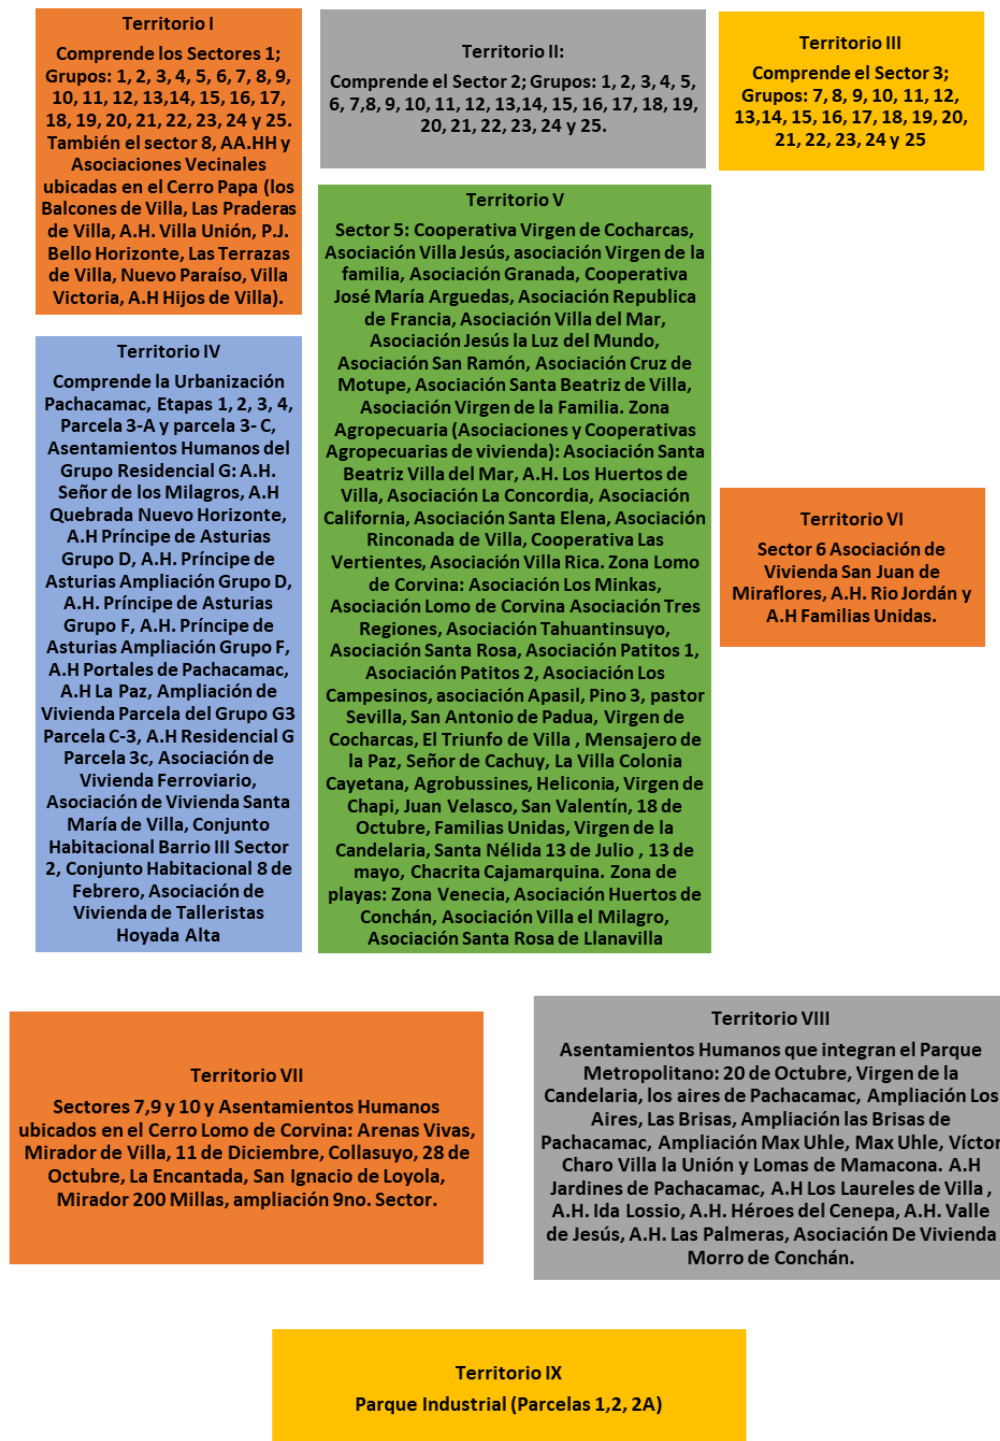 Territorio I
Comprende los Sectores 1;
Grupos: 1, 2, 3, 4, 5, 6, 7, 8, 9,
10, 11, 12, 13,14, 15, 16, 17,
18, 19, 20, 21, 22, 23, 24 y 25.
También el sector 8, AA.HH y
Asociaciones Vecinales
ubicadas en el Cerro Papa (los
Balcones de Villa, Las Praderas
de Villa, A.H. Villa Unión, P.J.
Bello Horizonte, Las Terrazas
de Villa, Nuevo Paraíso, Villa
Victoria, A.H Hijos de Villa).
Territorio II:
Comprende el Sector 2; Grupos: 1, 2, 3, 4, 5,
6, 7,8, 9, 10, 11, 12, 13,14, 15, 16, 17, 18, 19,
20, 21, 22, 23, 24 y 25.
Territorio III
Comprende el Sector 3;
Grupos: 7, 8, 9, 10, 11, 12,
13,14, 15, 16, 17, 18, 19, 20,
21, 22, 23, 24 y 25
Territorio IV
Comprende la Urbanización
Pachacamac, Etapas 1, 2, 3, 4,
Parcela 3-A y parcela 3- C,
Asentamientos Humanos del
Grupo Residencial G: A.H.
Señor de los Milagros, A.H
Quebrada Nuevo Horizonte,
A.H Príncipe de Asturias
Grupo D, A.H. Príncipe de
Asturias Ampliación Grupo D,
A.H. Príncipe de Asturias
Grupo F, A.H. Príncipe de
Asturias Ampliación Grupo F,
A.H Portales de Pachacamac,
A.H La Paz, Ampliación de
Vivienda Parcela del Grupo G3
Parcela C-3, A.H Residencial G
Parcela 3c, Asociación de
Vivienda Ferroviario,
Asociación de Vivienda Santa
María de Villa, Conjunto
Habitacional Barrio III Sector
2, Conjunto Habitacional 8 de
Febrero, Asociación de
Vivienda de Talleristas
Hoyada Alta
Territorio V
Sector 5: Cooperativa Virgen de Cocharcas,
Asociación Villa Jesús, asociación Virgen de la
familia, Asociación Granada, Cooperativa
José María Arguedas, Asociación Republica
de Francia, Asociación Villa del Mar,
Asociación Jesús la Luz del Mundo,
Asociación San Ramón, Asociación Cruz de
Motupe, Asociación Santa Beatriz de Villa,
Asociación Virgen de la Familia. Zona
Agropecuaria (Asociaciones y Cooperativas
Agropecuarias de vivienda): Asociación Santa
Beatriz Villa del Mar, A.H. Los Huertos de
Villa, Asociación La Concordia, Asociación
California, Asociación Santa Elena, Asociación
Rinconada de Villa, Cooperativa Las
Vertientes, Asociación Villa Rica. Zona Lomo
de Corvina: Asociación Los Minkas,
Asociación Lomo de Corvina Asociación Tres
Regiones, Asociación Tahuantinsuyo,
Asociación Santa Rosa, Asociación Patitos 1,
Asociación Patitos 2, Asociación Los
Campesinos, asociación Apasil, Pino 3, pastor
Sevilla, San Antonio de Padua, Virgen de
Cocharcas, El Triunfo de Villa , Mensajero de
la Paz, Señor de Cachuy, La Villa Colonia
Cayetana, Agrobussines, Heliconia, Virgen de
Chapi, Juan Velasco, San Valentín, 18 de
Octubre, Familias Unidas, Virgen de la
Candelaria, Santa Nélida 13 de Julio , 13 de
mayo, Chacrita Cajamarquina. Zona de
playas: Zona Venecia, Asociación Huertos de
Conchán, Asociación Villa el Milagro,
Asociación Santa Rosa de Llanavilla
Territorio VI
Sector 6 Asociación de
Vivienda San Juan de
Miraflores, A.H. Rio Jordán y
A.H Familias Unidas.
Territorio VII
Sectores 7,9 y 10 y Asentamientos Humanos
ubicados en el Cerro Lomo de Corvina: Arenas Vivas,
Mirador de Villa, 11 de Diciembre, Collasuyo, 28 de
Octubre, La Encantada, San Ignacio de Loyola,
Mirador 200 Millas, ampliación 9no. Sector.
Territorio VIII
Asentamientos Humanos que integran el Parque
Metropolitano: 20 de Octubre, Virgen de la
Candelaria, los aires de Pachacamac, Ampliación Los
Aires, Las Brisas, Ampliación las Brisas de
Pachacamac, Ampliación Max Uhle, Max Uhle, Víctor
Charo Villa la Unión y Lomas de Mamacona. A.H
Jardines de Pachacamac, A.H Los Laureles de Villa ,
A.H. Ida Lossio, A.H. Héroes del Cenepa, A.H. Valle
de Jesús, A.H. Las Palmeras, Asociación De Vivienda
Morro de Conchán.
Territorio IX
Parque Industrial (Parcelas 1,2, 2A)